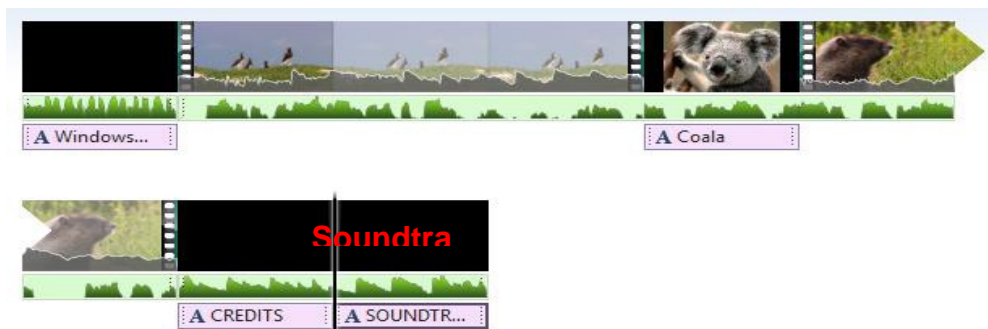 A Windows...
A Coala
Soundtra
A CREDITS
A SOUNDTR...